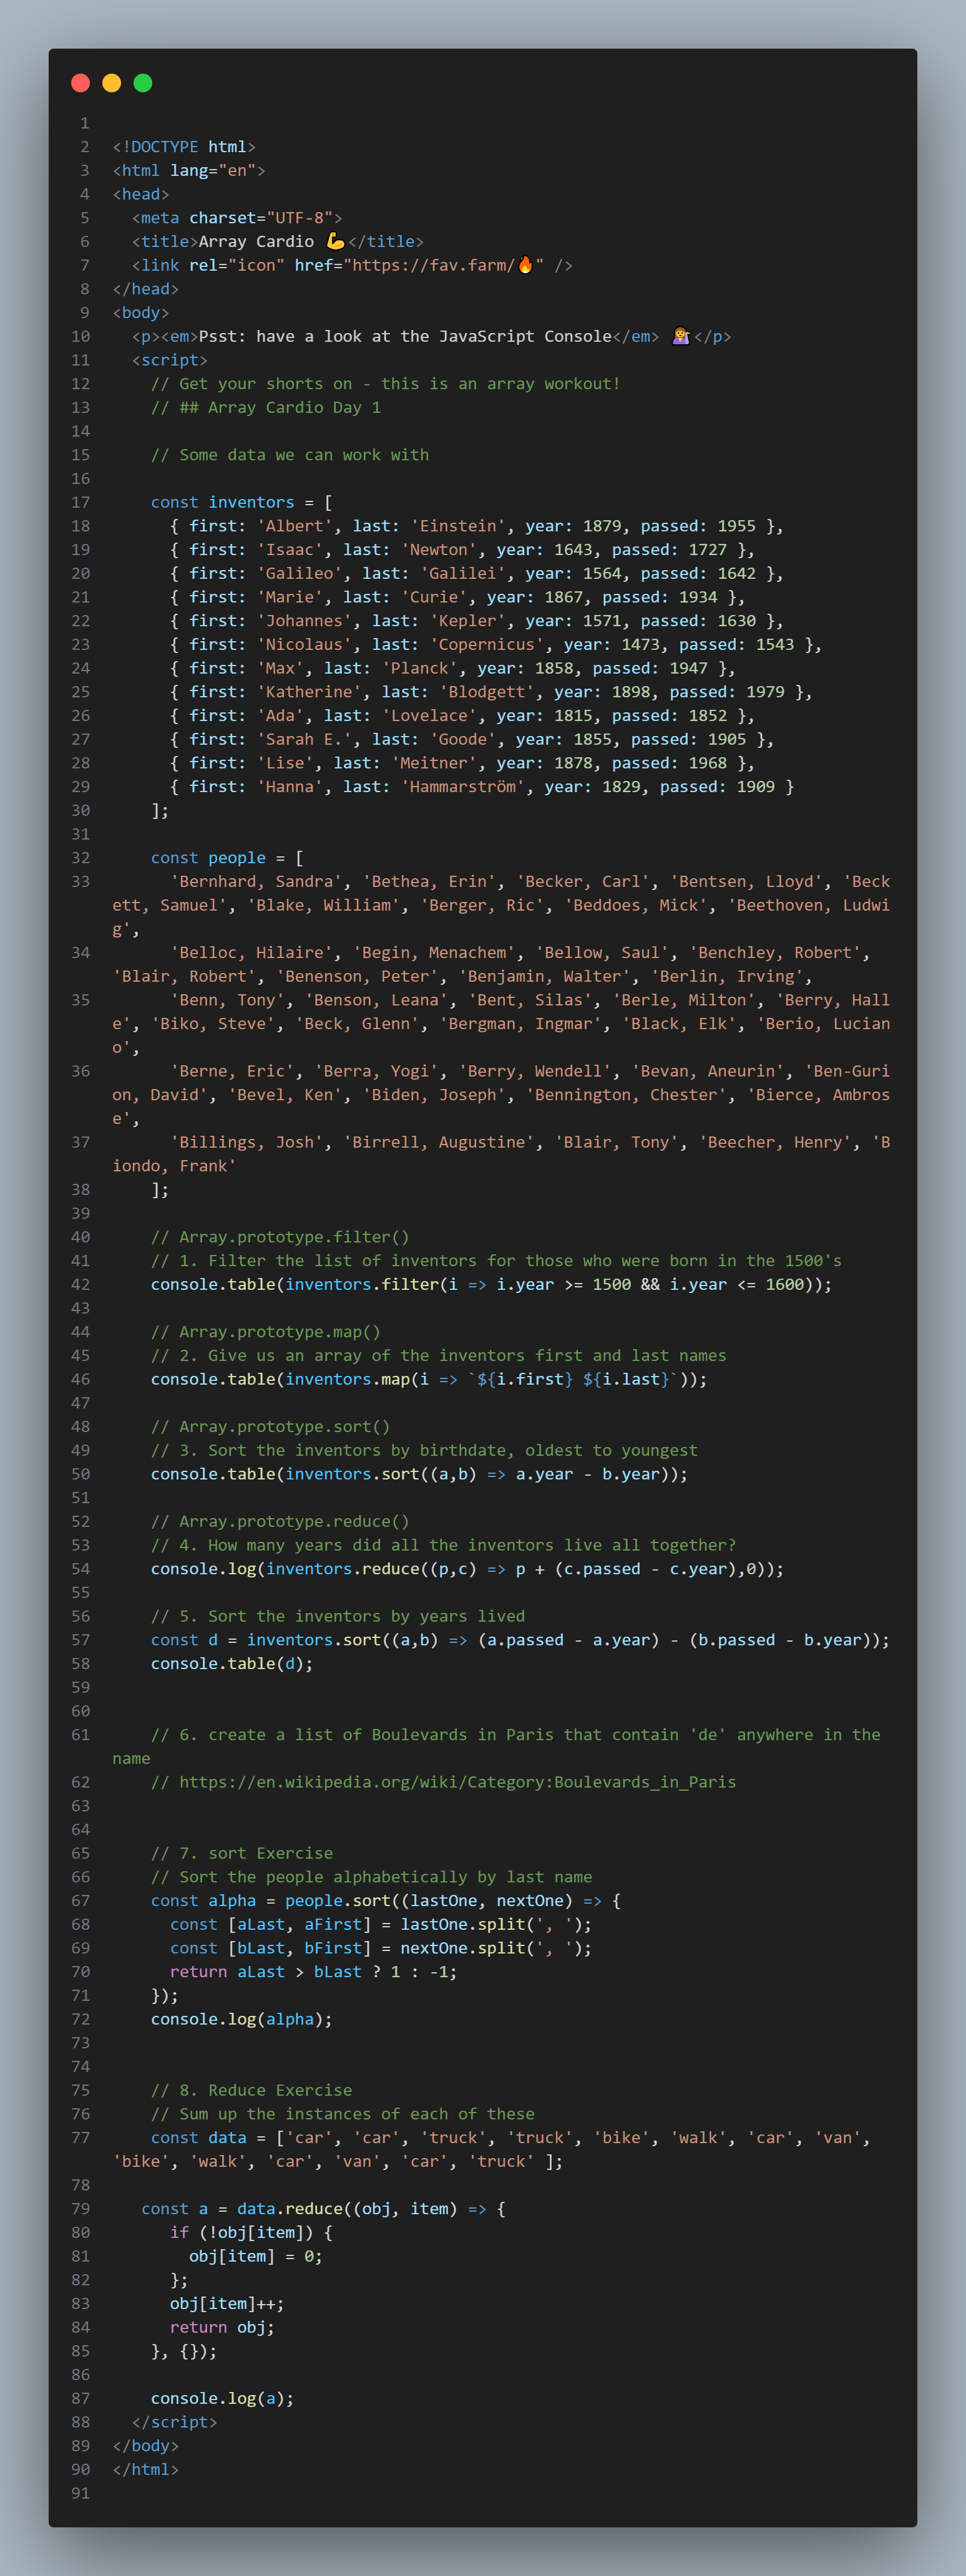 1
2 <!DOCTYPE html>
3 <html lang="en">
4 <head>
5   <meta charset="UTF-8">
6   <title>Array Cardio 💪</title>
7   <link rel="icon" href="https://fav.farm/🔥" />
8 </head>
9 <body>
10   <p><em>Psst: have a look at the JavaScript Console</em> 💁</p>
11   <script>
12     // Get your shorts on - this is an array workout!
13     // ## Array Cardio Day 1
14
15     // Some data we can work with
16
17     const inventors = [
18       { first: 'Albert', last: 'Einstein', year: 1879, passed: 1955 },
19       { first: 'Isaac', last: 'Newton', year: 1643, passed: 1727 },
20       { first: 'Galileo', last: 'Galilei', year: 1564, passed: 1642 },
21       { first: 'Marie', last: 'Curie', year: 1867, passed: 1934 },
22       { first: 'Johannes', last: 'Kepler', year: 1571, passed: 1630 },
23       { first: 'Nicolaus', last: 'Copernicus', year: 1473, passed: 1543 },
24       { first: 'Max', last: 'Planck', year: 1858, passed: 1947 },
25       { first: 'Katherine', last: 'Blodgett', year: 1898, passed: 1979 },
26       { first: 'Ada', last: 'Lovelace', year: 1815, passed: 1852 },
27       { first: 'Sarah E.', last: 'Goode', year: 1855, passed: 1905 },
28       { first: 'Lise', last: 'Meitner', year: 1878, passed: 1968 },
29       { first: 'Hanna', last: 'Hammarström', year: 1829, passed: 1909 }
30     ];
31
32     const people = [
33       'Bernhard, Sandra', 'Bethea, Erin', 'Becker, Carl', 'Bentsen, Lloyd', 'Beck
ett, Samuel', 'Blake, William', 'Berger, Ric', 'Beddoes, Mick', 'Beethoven, Ludwi
g',
34       'Belloc, Hilaire', 'Begin, Menachem', 'Bellow, Saul', 'Benchley, Robert',
'Blair, Robert', 'Benenson, Peter', 'Benjamin, Walter', 'Berlin, Irving',
35       'Benn, Tony', 'Benson, Leana', 'Bent, Silas', 'Berle, Milton', 'Berry, Hall
e', 'Biko, Steve', 'Beck, Glenn', 'Bergman, Ingmar', 'Black, Elk', 'Berio, Lucian
o',
36       'Berne, Eric', 'Berra, Yogi', 'Berry, Wendell', 'Bevan, Aneurin', 'Ben-Guri
on, David', 'Bevel, Ken', 'Biden, Joseph', 'Bennington, Chester', 'Bierce, Ambros
e',
37       'Billings, Josh', 'Birrell, Augustine', 'Blair, Tony', 'Beecher, Henry', 'B
iondo, Frank'
38     ];
39
40     // Array.prototype.filter()
41     // 1. Filter the list of inventors for those who were born in the 1500's
42     console.table(inventors.filter(i => i.year >= 1500 && i.year <= 1600));
43
44     // Array.prototype.map()
45     // 2. Give us an array of the inventors first and last names
46     console.table(inventors.map(i => `${i.first} ${i.last}`));
47
48     // Array.prototype.sort()
49     // 3. Sort the inventors by birthdate, oldest to youngest
50     console.table(inventors.sort((a,b) => a.year - b.year));
51
52     // Array.prototype.reduce()
53     // 4. How many years did all the inventors live all together?
54     console.log(inventors.reduce((p,c) => p + (c.passed - c.year),0));
55
56     // 5. Sort the inventors by years lived
57     const d = inventors.sort((a,b) => (a.passed - a.year) - (b.passed - b.year));
58     console.table(d);
59
60
61     // 6. create a list of Boulevards in Paris that contain 'de' anywhere in the
name
62     // https://en.wikipedia.org/wiki/Category:Boulevards_in_Paris
63
64
65     // 7. sort Exercise
66     // Sort the people alphabetically by last name
67     const alpha = people.sort((lastOne, nextOne) => {
68       const [aLast, aFirst] = lastOne.split(', ');
69       const [bLast, bFirst] = nextOne.split(', ');
70       return aLast > bLast ? 1 : -1;
71     });
72     console.log(alpha);
73
74
75     // 8. Reduce Exercise
76     // Sum up the instances of each of these
77     const data = ['car', 'car', 'truck', 'truck', 'bike', 'walk', 'car', 'van',
'bike', 'walk', 'car', 'van', 'car', 'truck' ];
78
79    const a = data.reduce((obj, item) => {
80       if (!obj[item]) {
81         obj[item] = 0;
82       };
83       obj[item]++;
84       return obj;
85     }, {});
86
87     console.log(a);
88   </script>
89 </body>
90 </html>
91